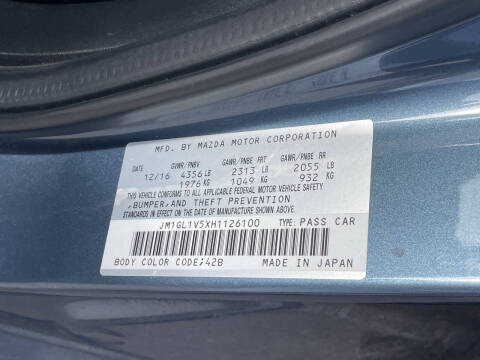 MFD. BY MAZDA MOTOR CORPORATION
DATE GVWR/PNBV GAWR/PNBE FRT GAWR/PNBE RR
12/16 4356 LB 2313 LB 2055 LB
1976 KG 1049 KG 932 KG
THIS VEHICLE CONFORMS TO ALL APPLICABLE FEDERAL MOTOR VEHICLE SAFETY
, BUMPER, AND THEFT PREVENTION
STANDARDS IN EFFECT ON THE DATE OF MANUFACTURE SHOWN ABOVE.
JM1GL1V5XH1126100 TYPE: PASS CAR
BODY COLOR CODE:42B MADE IN JAPAN